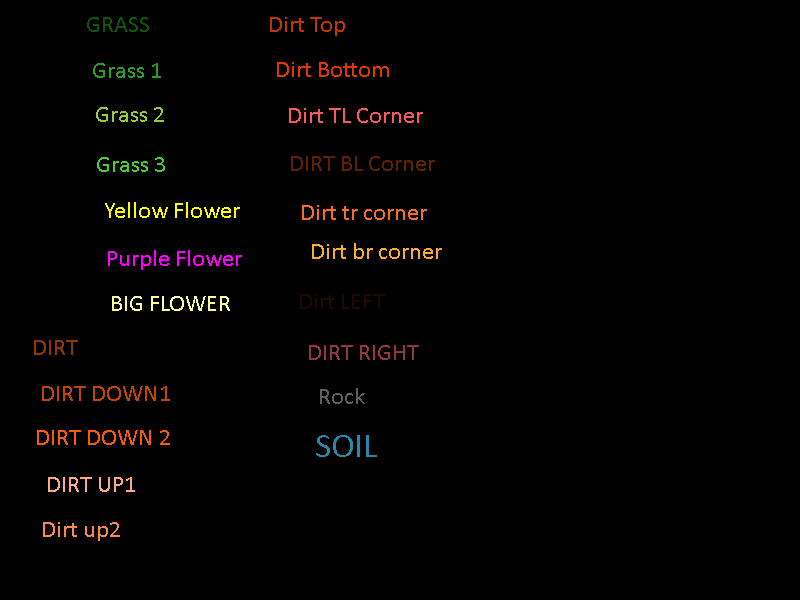 GRASS
Grass 1
Grass 2
Grass 3
Yellow Flower
Purple Flower
BIG FLOWER
DIRT
DIRT DOWN1
DIRT DOWN 2
DIRT UP1
Dirt up2
Dirt Top
Dirt Bottom
Dirt TL Corner
DIRT BL Corner
Dirt tr corner
Dirt br corner
Dirt LEFT
DIRT RIGHT
Rock
SOIL